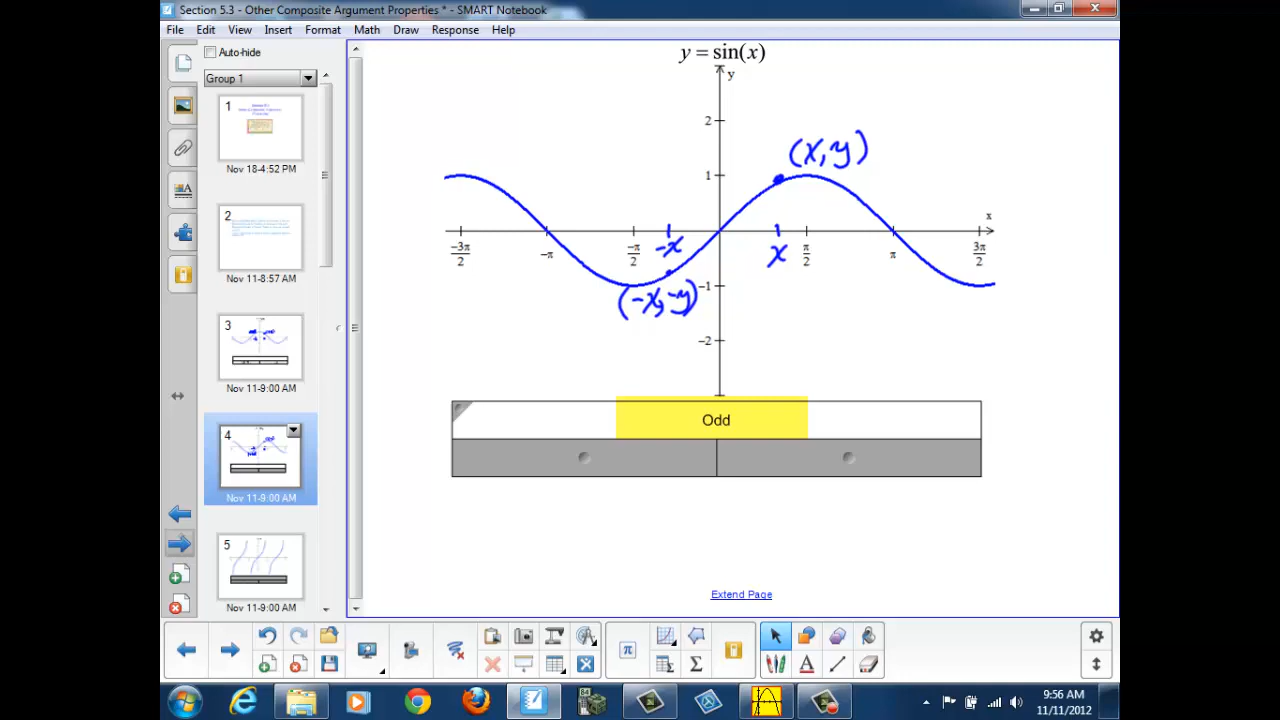 Section 5.3 - Other Composite Argument Properties * - SMART Notebook
File Edit View Insert Format Math Draw Response Help
Auto-hide
Group 1
1
Nov 18-4:52 PM
2
Nov 11-8:57 AM
3
Nov 11-9:00 AM
4
Nov 11-9:00 AM
5
Nov 11-9:00 AM
y = sin(x)
y
2
(x, y)
1
x
-x
x
-3π/2 -π -π/2 π/2 π 3π/2
(-x, -y)
-1
-2
Odd
Extend Page
π
Σ
A
9:56 AM
11/11/2012